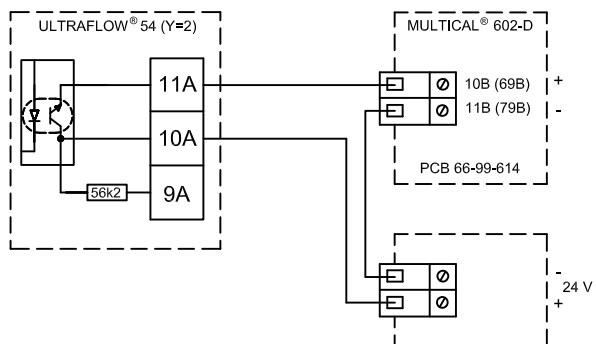 ULTRAFLOW® 54 (Y=2)
MULTICAL® 602-D
11A
10A
9A
56k2
10B (69B) +
11B (79B) -
PCB 66-99-614
-
24 V
+